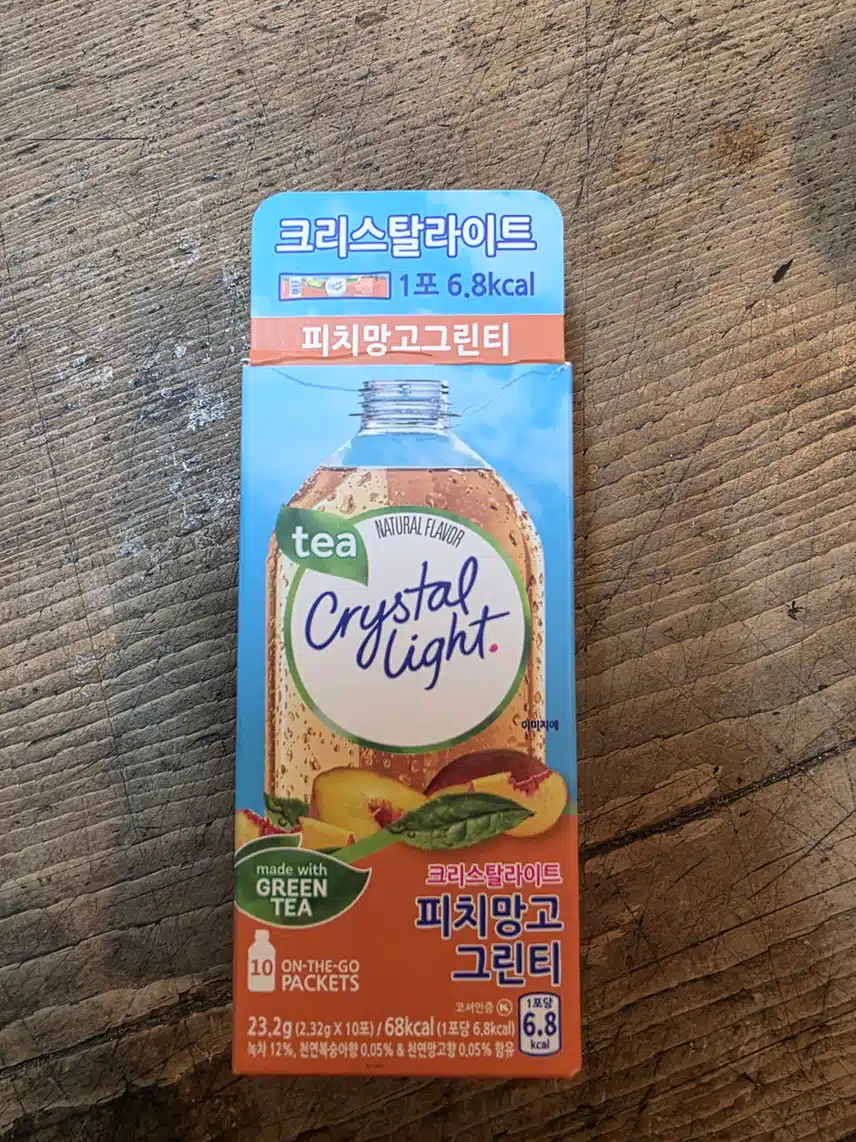 크리스탈라이트
1포 6.8kcal
피치망고그린티
tea
NATURAL FLAVOR
Crystal
light.
이미지예
made with
GREEN
TEA
크리스탈라이트
피치망고
그린티
10
ON-THE-GO
PACKETS
코셔인증 K
23.2g (2.32g X 10포) / 68kcal (1포당 6.8kcal)
녹차 12%, 천연복숭아향 0.05% & 천연망고향 0.05% 함유
1포당
6.8
kcal